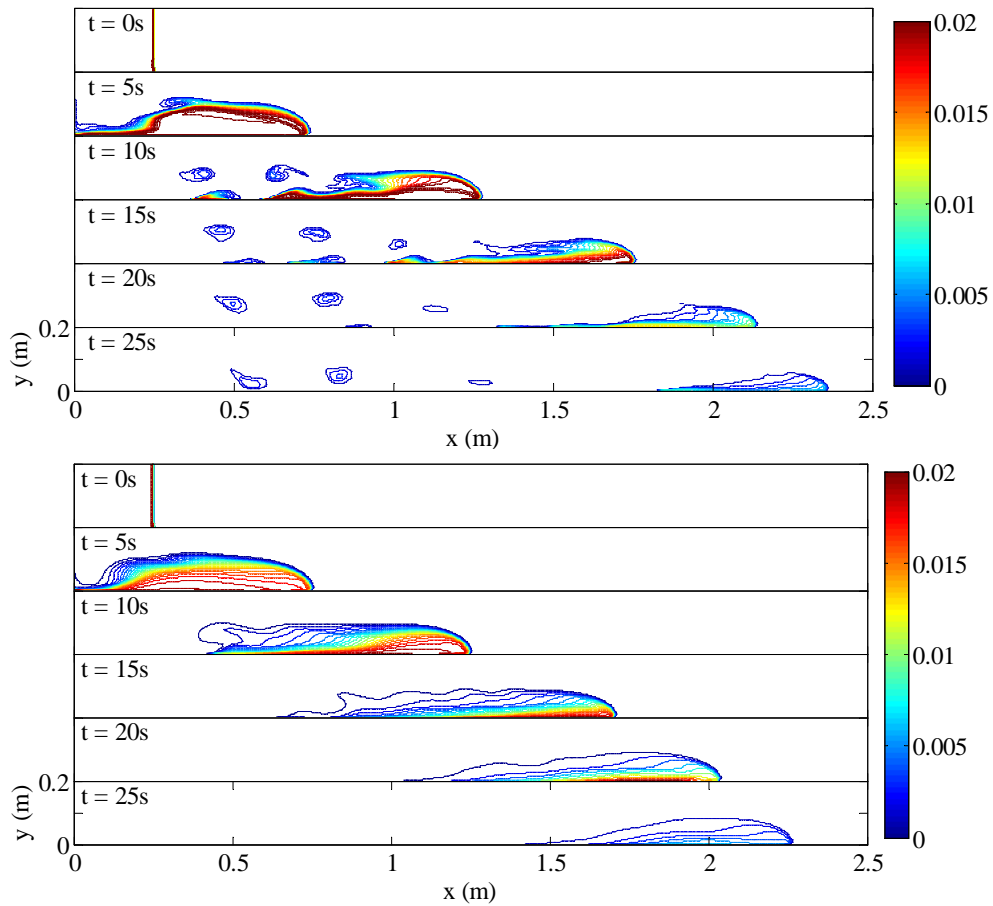 t = 0s
0.02
t = 5s
0.015
t = 10s
t = 15s
0.01
t = 20s
0.005
0.2
t = 25s
y (m)
0
0
0 0.5 1 1.5 2 2.5
x (m)
t = 0s
0.02
t = 5s
0.015
t = 10s
t = 15s
0.01
t = 20s
0.005
0.2
t = 25s
y (m)
0
0
0 0.5 1 1.5 2 2.5
x (m)